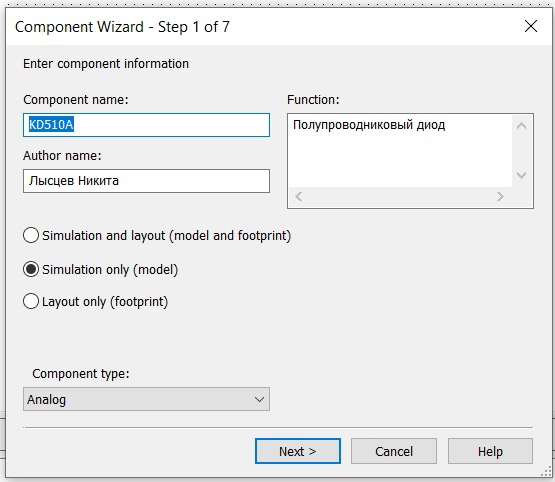 Component Wizard - Step 1 of 7
Enter component information
Component name:
KD510A
Author name:
Лысцев Никита
Function:
Полупроводниковый диод
Simulation and layout (model and footprint)
Simulation only (model)
Layout only (footprint)
Component type:
Analog
Next >
Cancel
Help